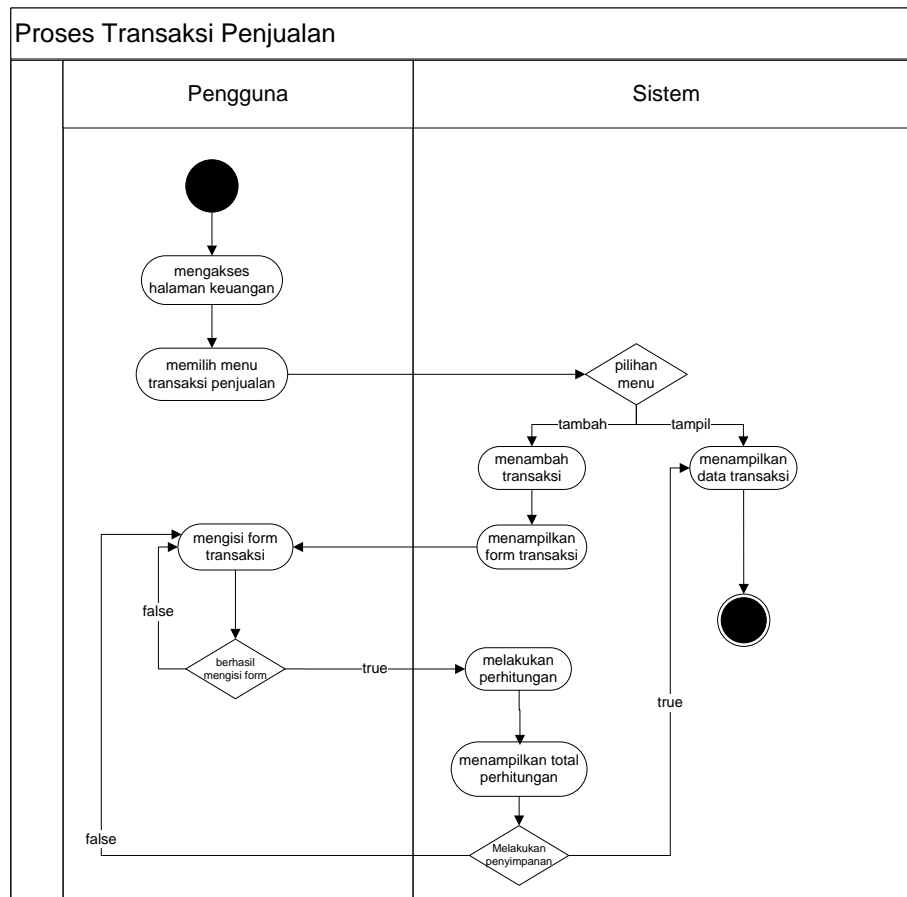 Proses Transaksi Penjualan
Pengguna
Sistem
mengakses
halaman keuangan
memilih menu
transaksi penjualan
pilihan
menu
tambah
tampil
menambah
transaksi
menampilkan
data transaksi
mengisi form
transaksi
menampilkan
form transaksi
false
berhasil
mengisi form
true
melakukan
perhitungan
true
menampilkan total
perhitungan
false
Melakukan
penyimpanan